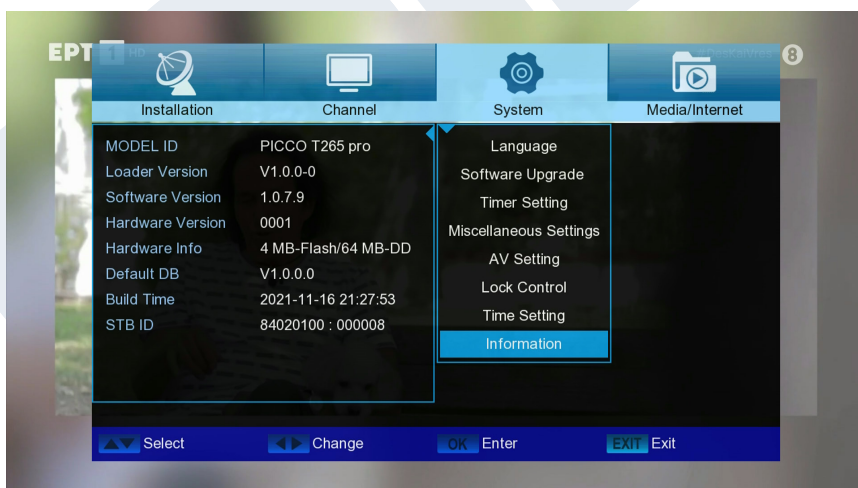 ΕΡΤ 1 HD
8
Installation Channel System Media/Internet
MODEL ID PICCO T265 pro
Loader Version V1.0.0-0
Software Version 1.0.7.9
Hardware Version 0001
Hardware Info 4 MB-Flash/64 MB-DD
Default DB V1.0.0.0
Build Time 2021-11-16 21:27:53
STB ID 84020100 : 000008
Language
Software Upgrade
Timer Setting
Miscellaneous Settings
AV Setting
Lock Control
Time Setting
Information
Select Change OK Enter EXIT Exit